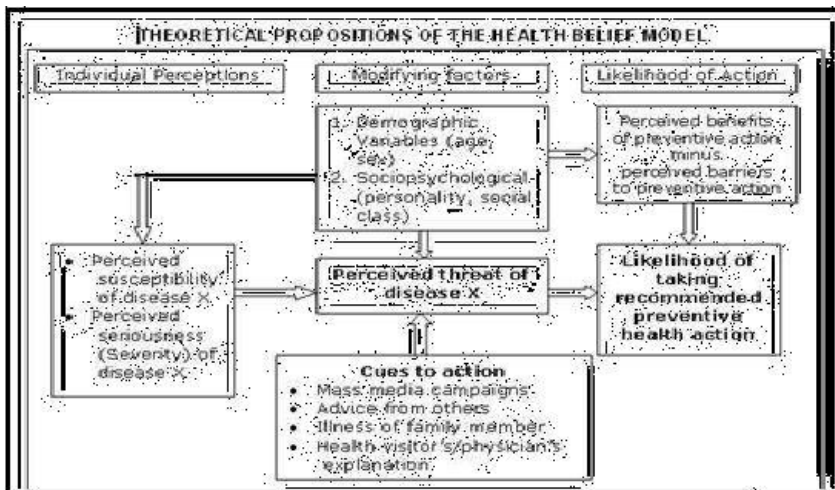 THEORETICAL PROPOSITIONS OF THE HEALTH BELIEF MODEL
Individual Perceptions
Modifying factors
Likelihood of Action
1. Demographic
Variables (age,
sex)
2. Sociopsychological
(personality, social
class)
Perceived benefits
of preventive action
minus
perceived barriers
to preventive action
• Perceived
susceptibility
of disease X
• Perceived
seriousness
(Severity) of
disease X
Perceived threat of
disease X
Likelihood of
taking
recommended
preventive
health action
Cues to action
• Mass media campaigns
• Advice from others
• Illness of family member
• Health visitor's/physician's
explanation